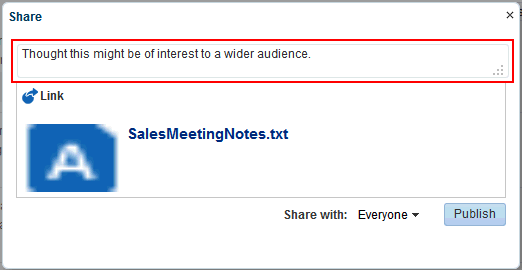 Share
Thought this might be of interest to a wider audience.
Link
SalesMeetingNotes.txt
Share with: Everyone
Publish